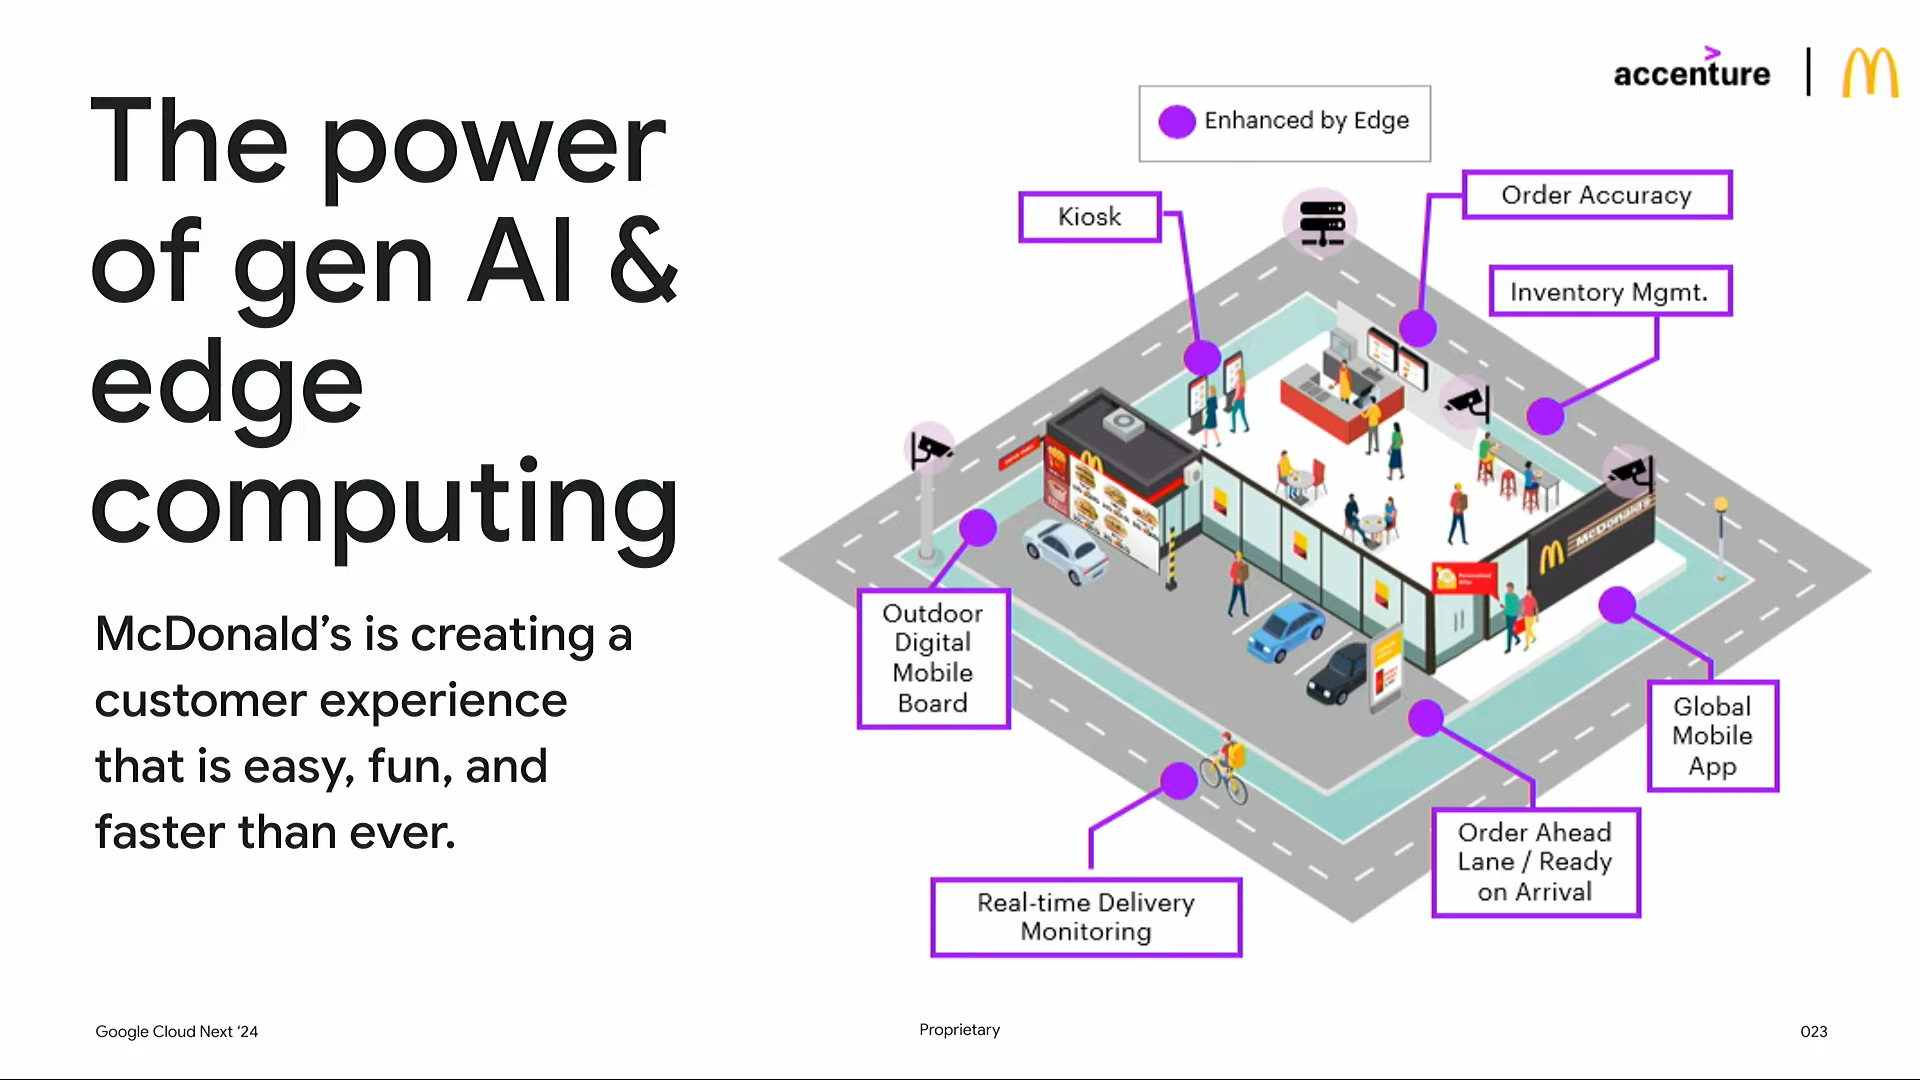 The power
of gen AI &
edge
computing
McDonald’s is creating a
customer experience
that is easy, fun, and
faster than ever.
accenture
Enhanced by Edge
Kiosk
Order Accuracy
Inventory Mgmt.
McDonald's
Outdoor
Digital
Mobile
Board
Global
Mobile
App
Order Ahead
Lane / Ready
on Arrival
Real-time Delivery
Monitoring
Google Cloud Next ‘24
Proprietary
023